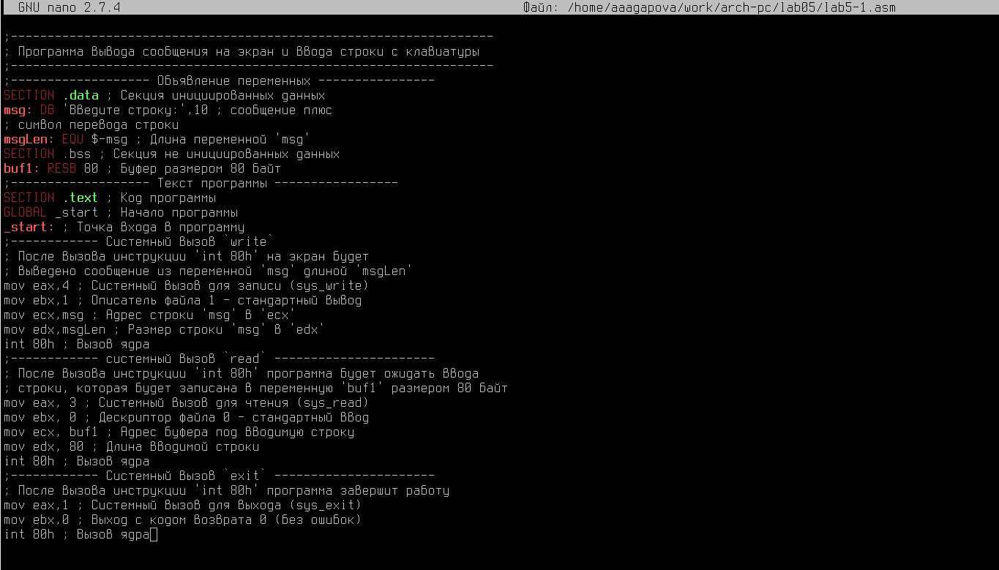 GNU nano 2.7.4 Файл: /home/aaagapova/work/arch-pc/lab05/lab5-1.asm
;------------------------------------------------------------------
; Программа вывода сообщения на экран и ввода строки с клавиатуры
;------------------------------------------------------------------
;------------------- Объявление переменных ----------------
SECTION .data ; Секция инициированных данных
msg: DB 'Введите строку:',10 ; сообщение плюс
; символ перевода строки
msgLen: EQU $-msg ; Длина переменной 'msg'
SECTION .bss ; Секция не инициированных данных
buf1: RESB 80 ; Буфер размером 80 байт
;------------------- Текст программы -----------------
SECTION .text ; Код программы
GLOBAL _start ; Начало программы
_start: ; Точка входа в программу
;------------ Системный вызов `write`
; После вызова инструкции 'int 80h' на экран будет
; выведено сообщение из переменной 'msg' длиной 'msgLen'
mov eax,4 ; Системный вызов для записи (sys_write)
mov ebx,1 ; Описатель файла 1 - стандартный вывод
mov ecx,msg ; Адрес строки 'msg' в 'ecx'
mov edx,msgLen ; Размер строки 'msg' в 'edx'
int 80h ; Вызов ядра
;------------ системный вызов `read` ----------------------
; После вызова инструкции 'int 80h' программа будет ожидать ввода
; строки, которая будет записана в переменную 'buf1' размером 80 байт
mov eax, 3 ; Системный вызов для чтения (sys_read)
mov ebx, 0 ; Дескриптор файла 0 - стандартный ввод
mov ecx, buf1 ; Адрес буфера под вводимую строку
mov edx, 80 ; Длина вводимой строки
int 80h ; Вызов ядра
;------------ Системный вызов `exit` ----------------------
; После вызова инструкции 'int 80h' программа завершит работу
mov eax,1 ; Системный вызов для выхода (sys_exit)
mov ebx,0 ; Выход с кодом возврата 0 (без ошибок)
int 80h ; Вызов ядра